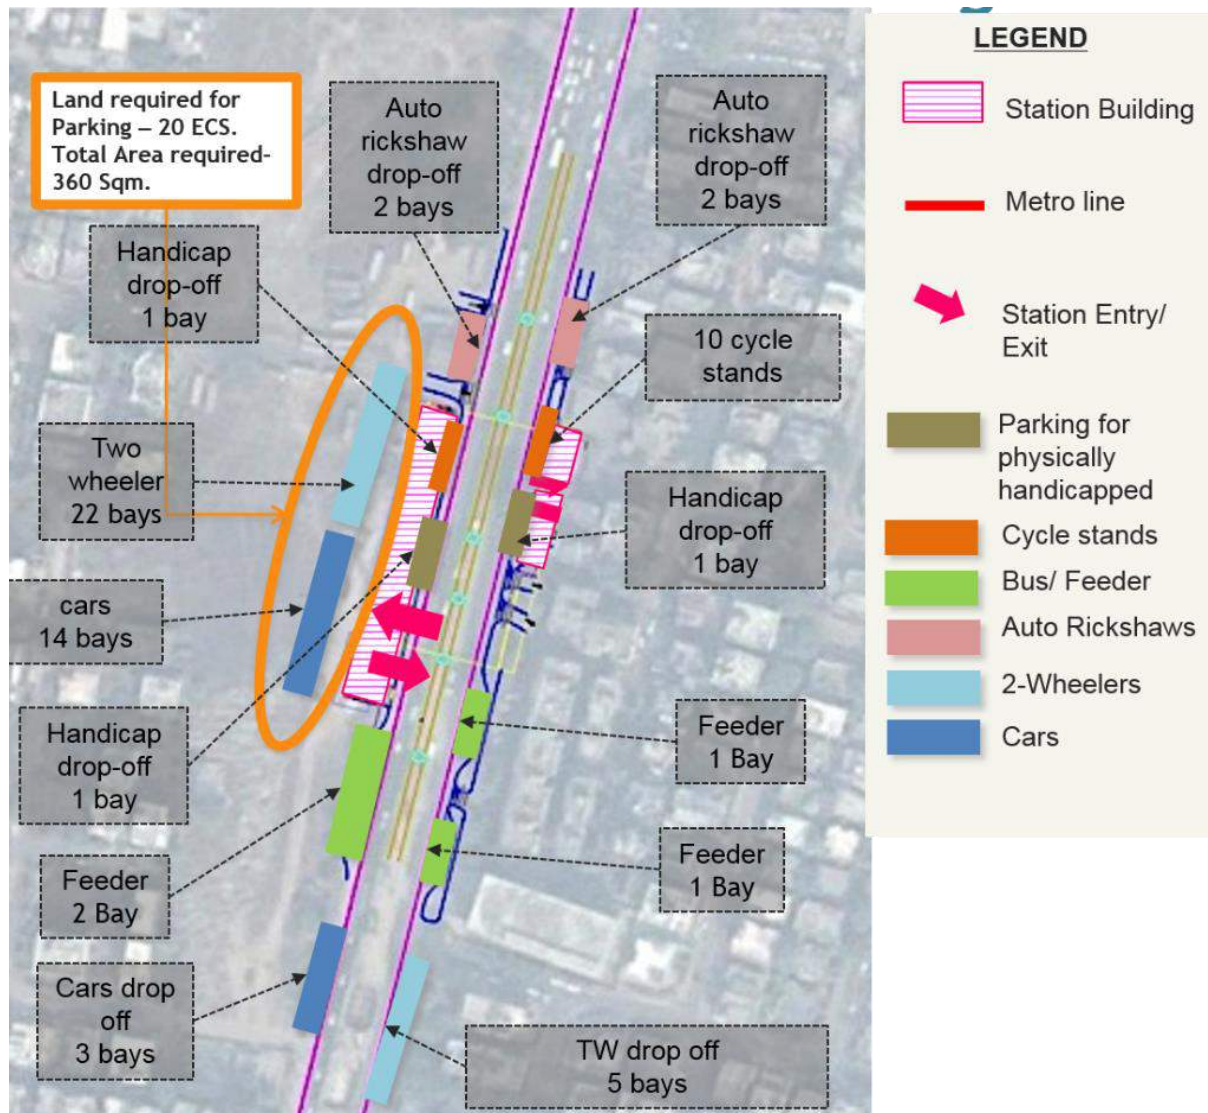 Land required for
Parking – 20 ECS.
Total Area required-
360 Sqm.
Auto
rickshaw
drop-off
2 bays
Auto
rickshaw
drop-off
2 bays
Handicap
drop-off
1 bay
10 cycle
stands
Two
wheeler
22 bays
Handicap
drop-off
1 bay
cars
14 bays
Handicap
drop-off
1 bay
Feeder
1 Bay
Feeder
2 Bay
Feeder
1 Bay
Cars drop
off
3 bays
TW drop off
5 bays
LEGEND
Station Building
Metro line
Station Entry/
Exit
Parking for
physically
handicapped
Cycle stands
Bus/ Feeder
Auto Rickshaws
2-Wheelers
Cars